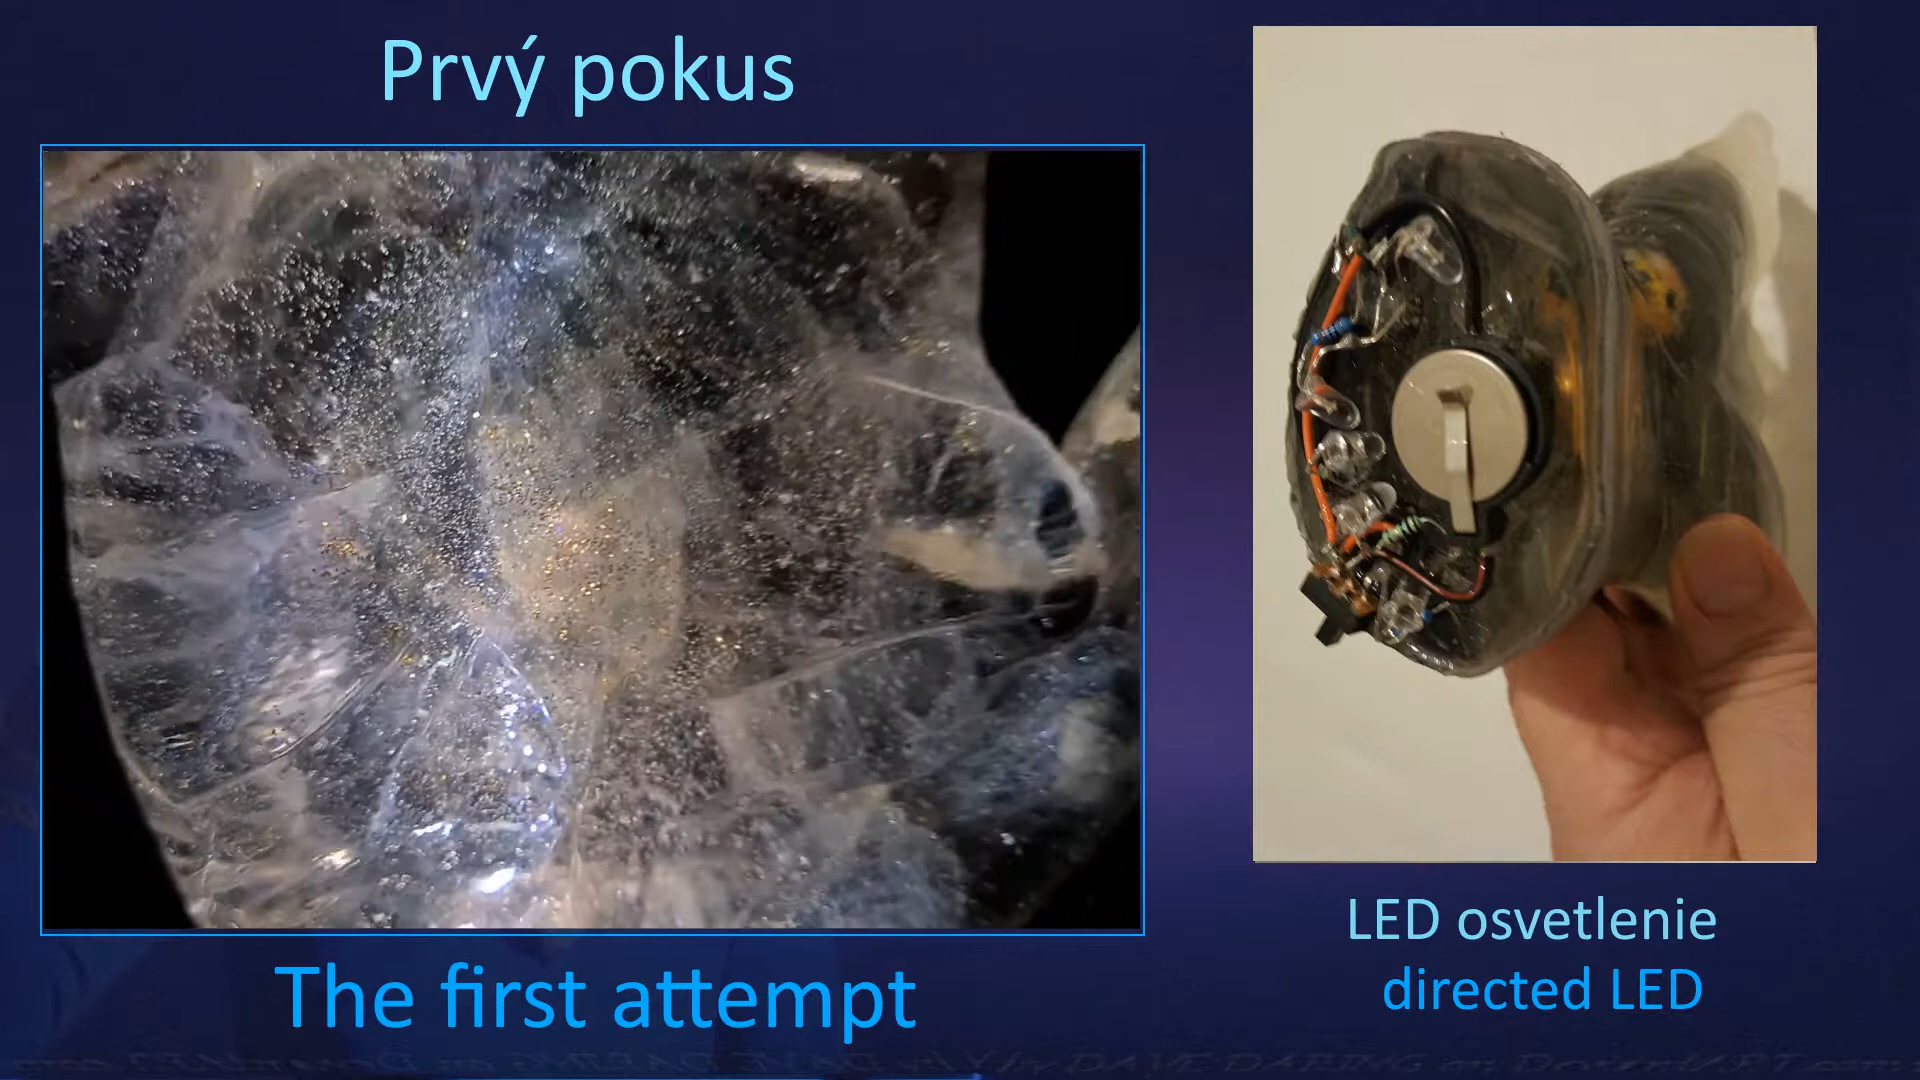 Prvý pokus
The first attempt
LED osvetlenie
directed LED